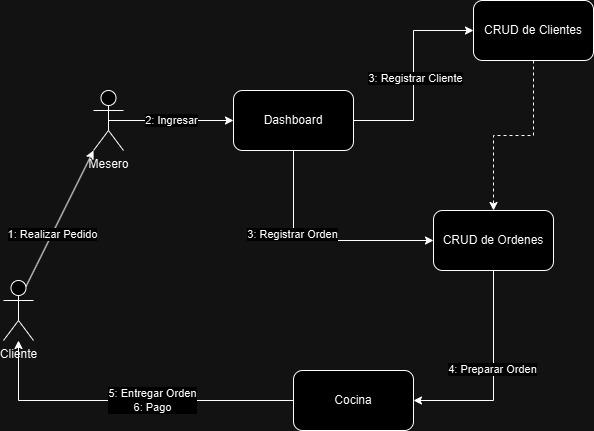 CRUD de Clientes
3: Registrar Cliente
2: Ingresar
Dashboard
Mesero
1: Realizar Pedido
3: Registrar Orden
CRUD de Ordenes
Cliente
4: Preparar Orden
5: Entregar Orden
6: Pago
Cocina